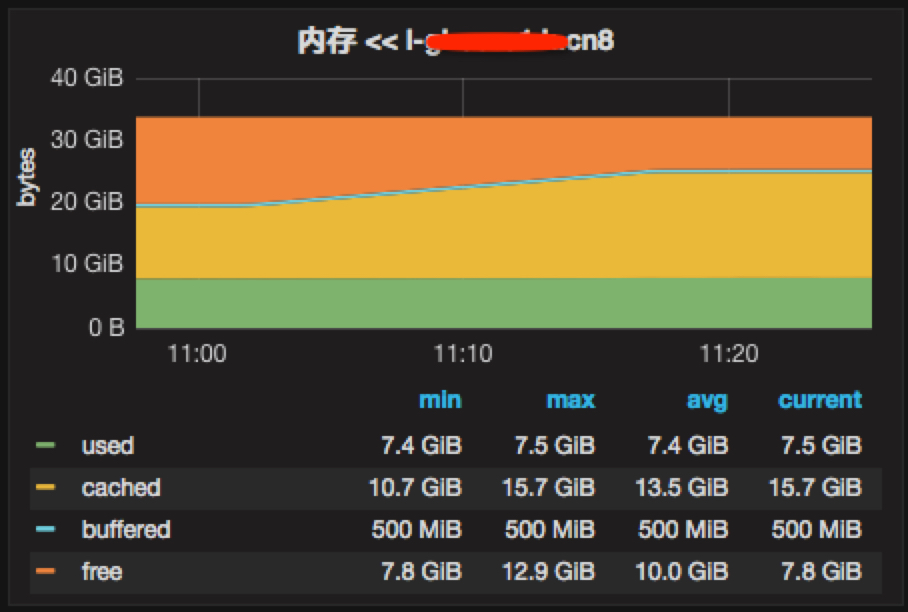 内存 << l-g cn8
40 GiB
30 GiB
20 GiB
10 GiB
0 B
bytes
11:00 11:10 11:20
min max avg current
used 7.4 GiB 7.5 GiB 7.4 GiB 7.5 GiB
cached 10.7 GiB 15.7 GiB 13.5 GiB 15.7 GiB
buffered 500 MiB 500 MiB 500 MiB 500 MiB
free 7.8 GiB 12.9 GiB 10.0 GiB 7.8 GiB